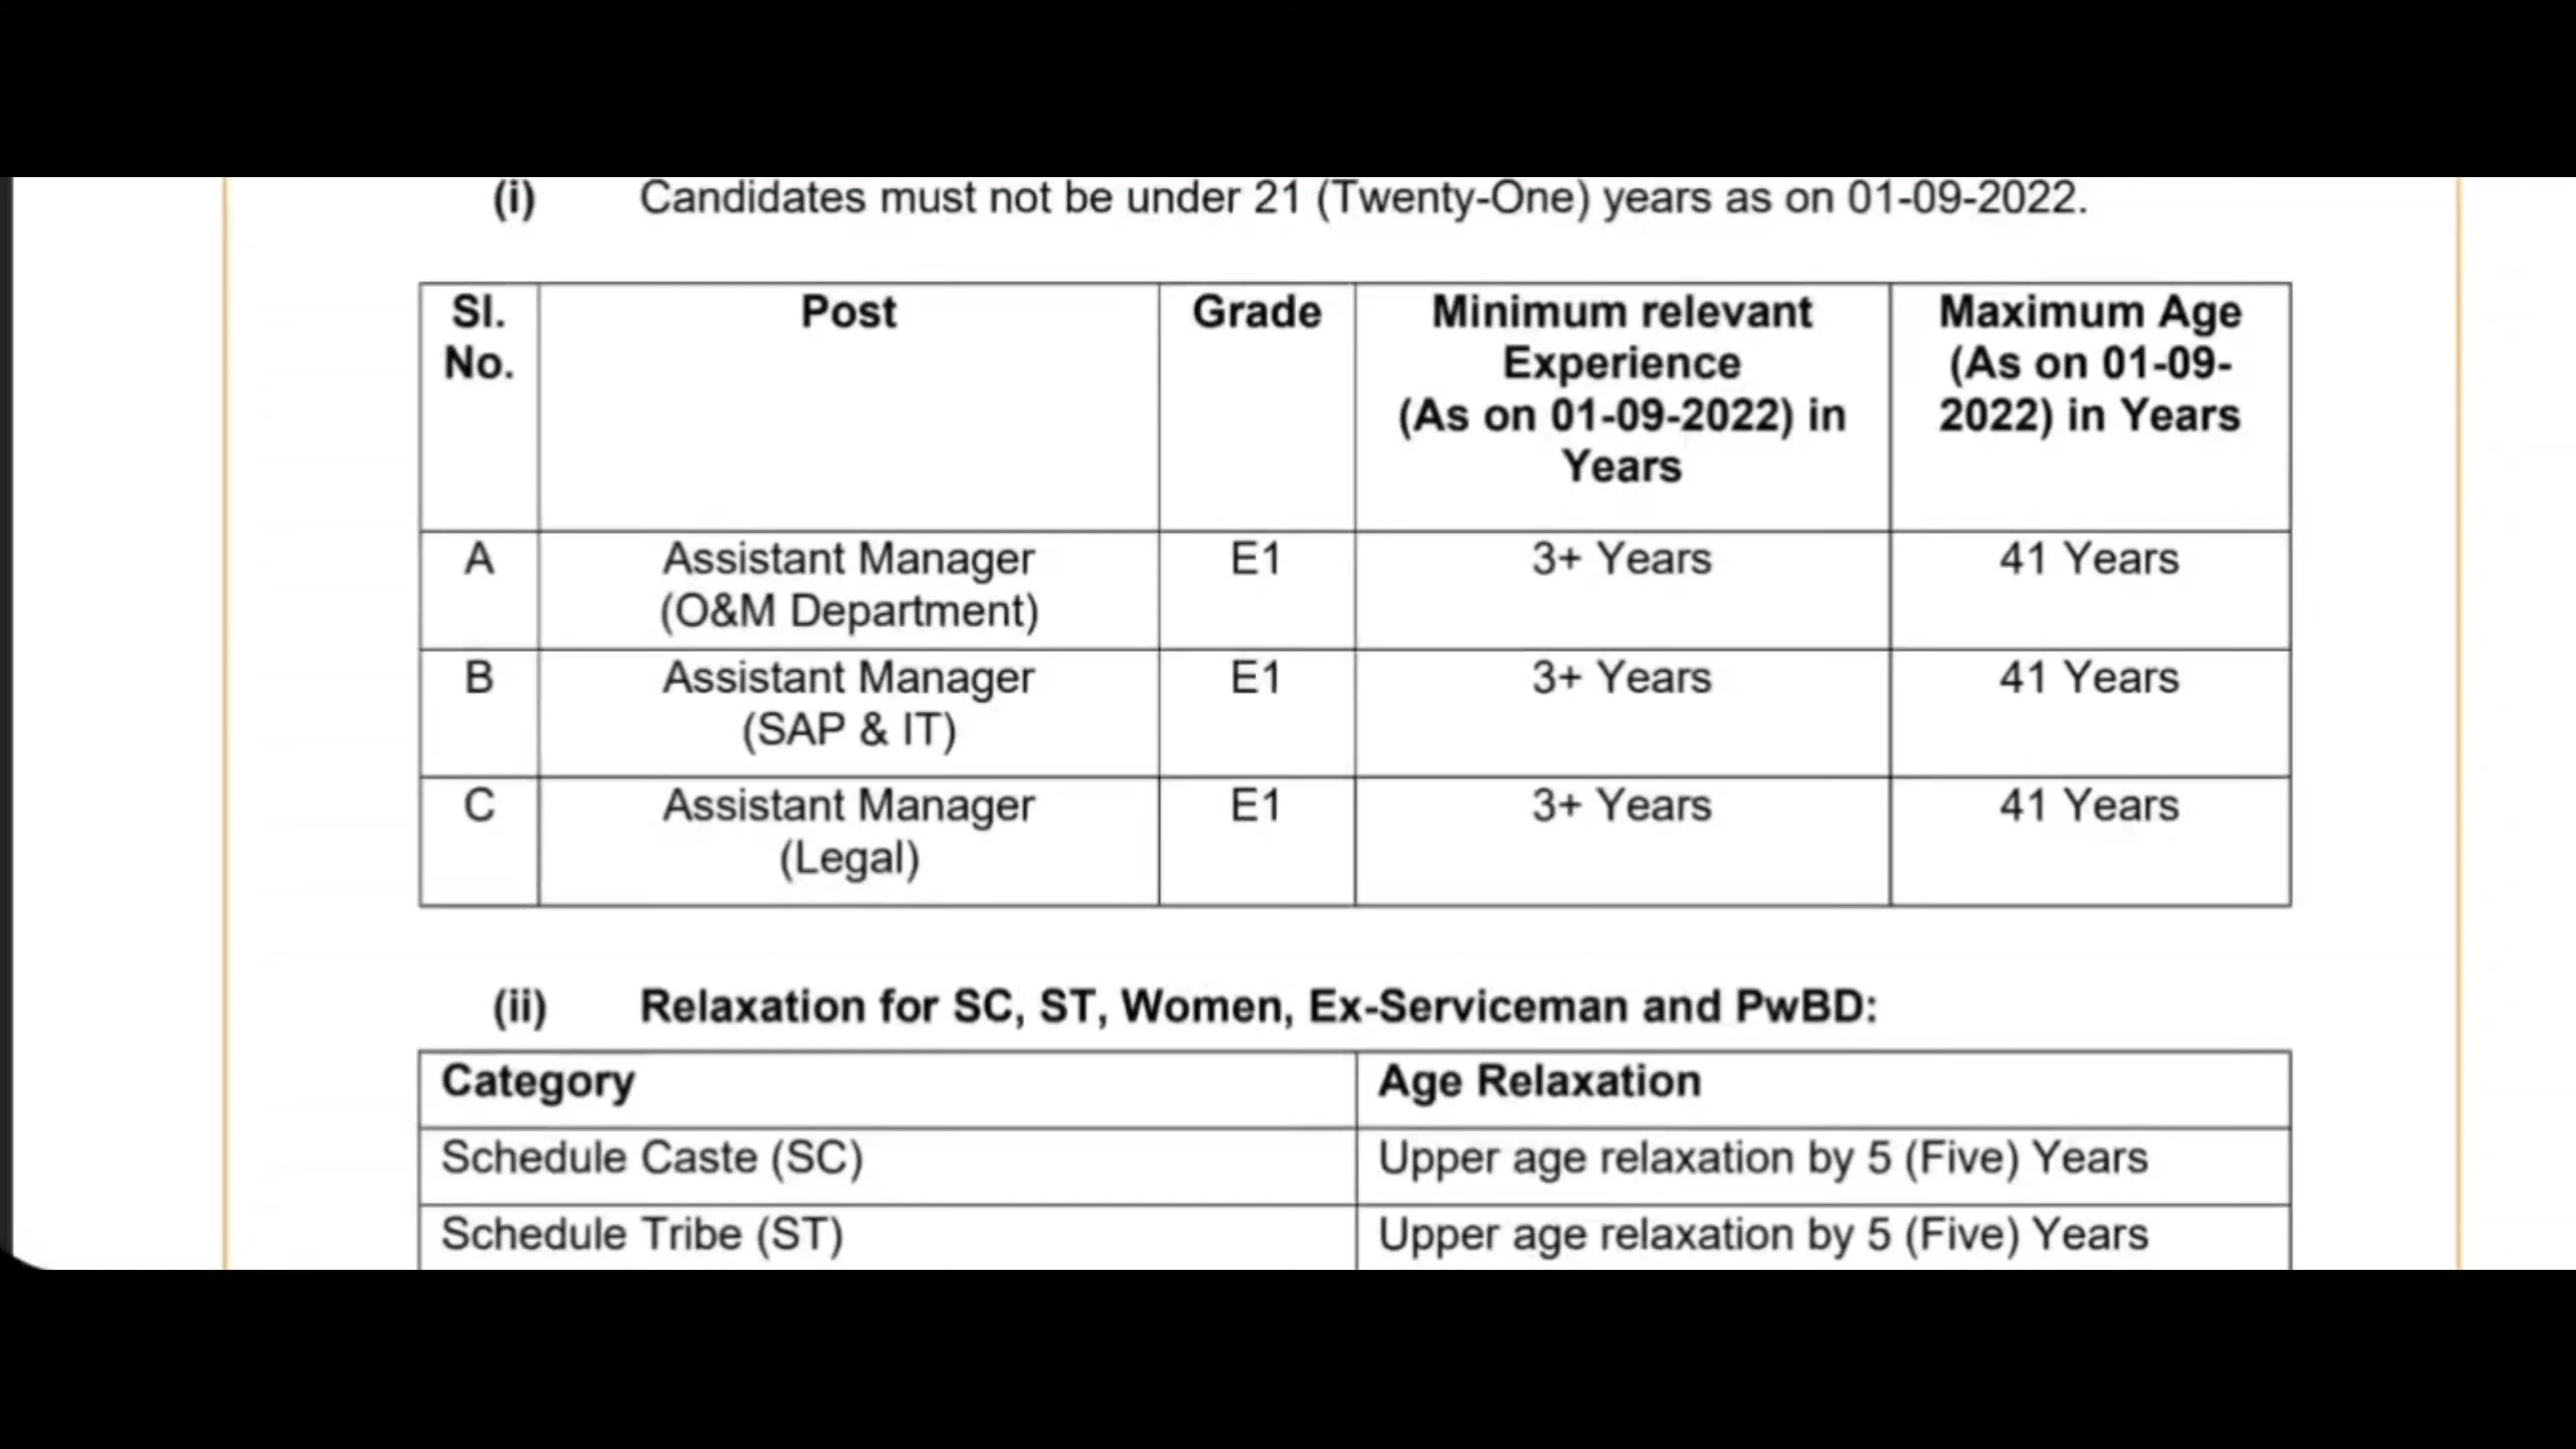 (i) Candidates must not be under 21 (Twenty-One) years as on 01-09-2022.
Sl. No. Post Grade Minimum relevant Experience (As on 01-09-2022) in Years Maximum Age (As on 01-09-2022) in Years
A Assistant Manager (O&M Department) E1 3+ Years 41 Years
B Assistant Manager (SAP & IT) E1 3+ Years 41 Years
C Assistant Manager (Legal) E1 3+ Years 41 Years
(ii) Relaxation for SC, ST, Women, Ex-Serviceman and PwBD:
Category Age Relaxation
Schedule Caste (SC) Upper age relaxation by 5 (Five) Years
Schedule Tribe (ST) Upper age relaxation by 5 (Five) Years